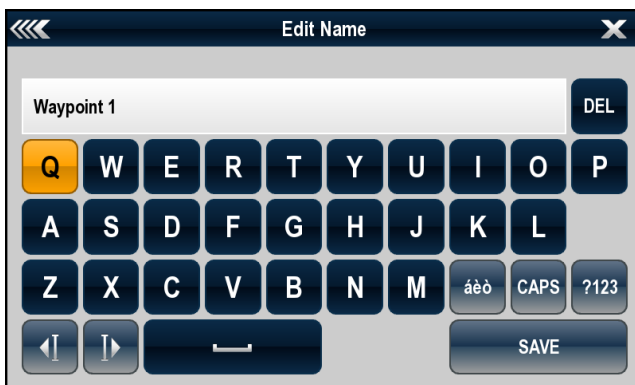 Edit Name
Waypoint 1 DEL
Q W E R T Y U I O P
A S D F G H J K L
Z X C V B N M áèò CAPS ?123
SAVE